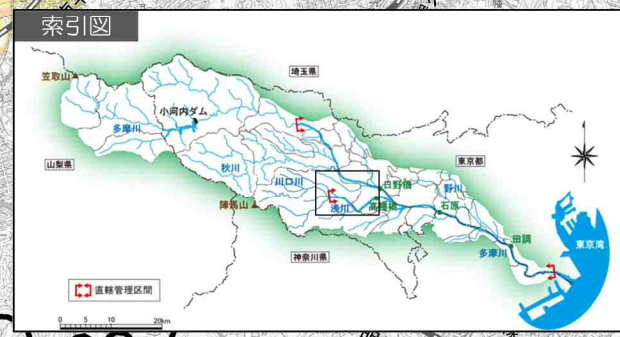 索引図
笠取山
埼玉県
小河内ダム
多摩川
山梨県
秋川
川口川
東京都
日野橋
野川
浅川
高幡橋
石原
陣馬山
田調
多摩川
東京湾
神奈川県
直轄管理区間
0 5 10 20km